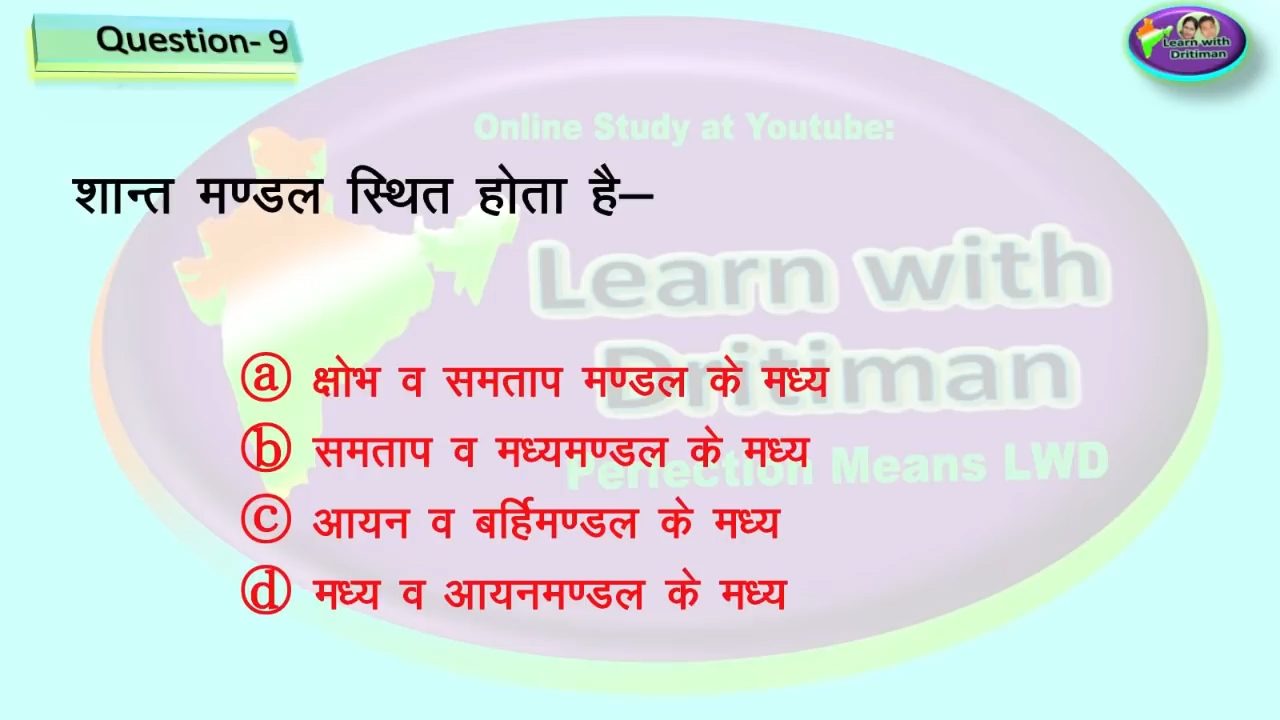 Question- 9
Learn with
Dritiman
Online Study at Youtube:
शान्त मण्डल स्थित होता है–
Learn with
Dritiman
ⓐ क्षोभ व समताप मण्डल के मध्य
ⓑ समताप व मध्यमण्डल के मध्य
Perfection Means LWD
ⓒ आयन व बर्हिमण्डल के मध्य
ⓓ मध्य व आयनमण्डल के मध्य